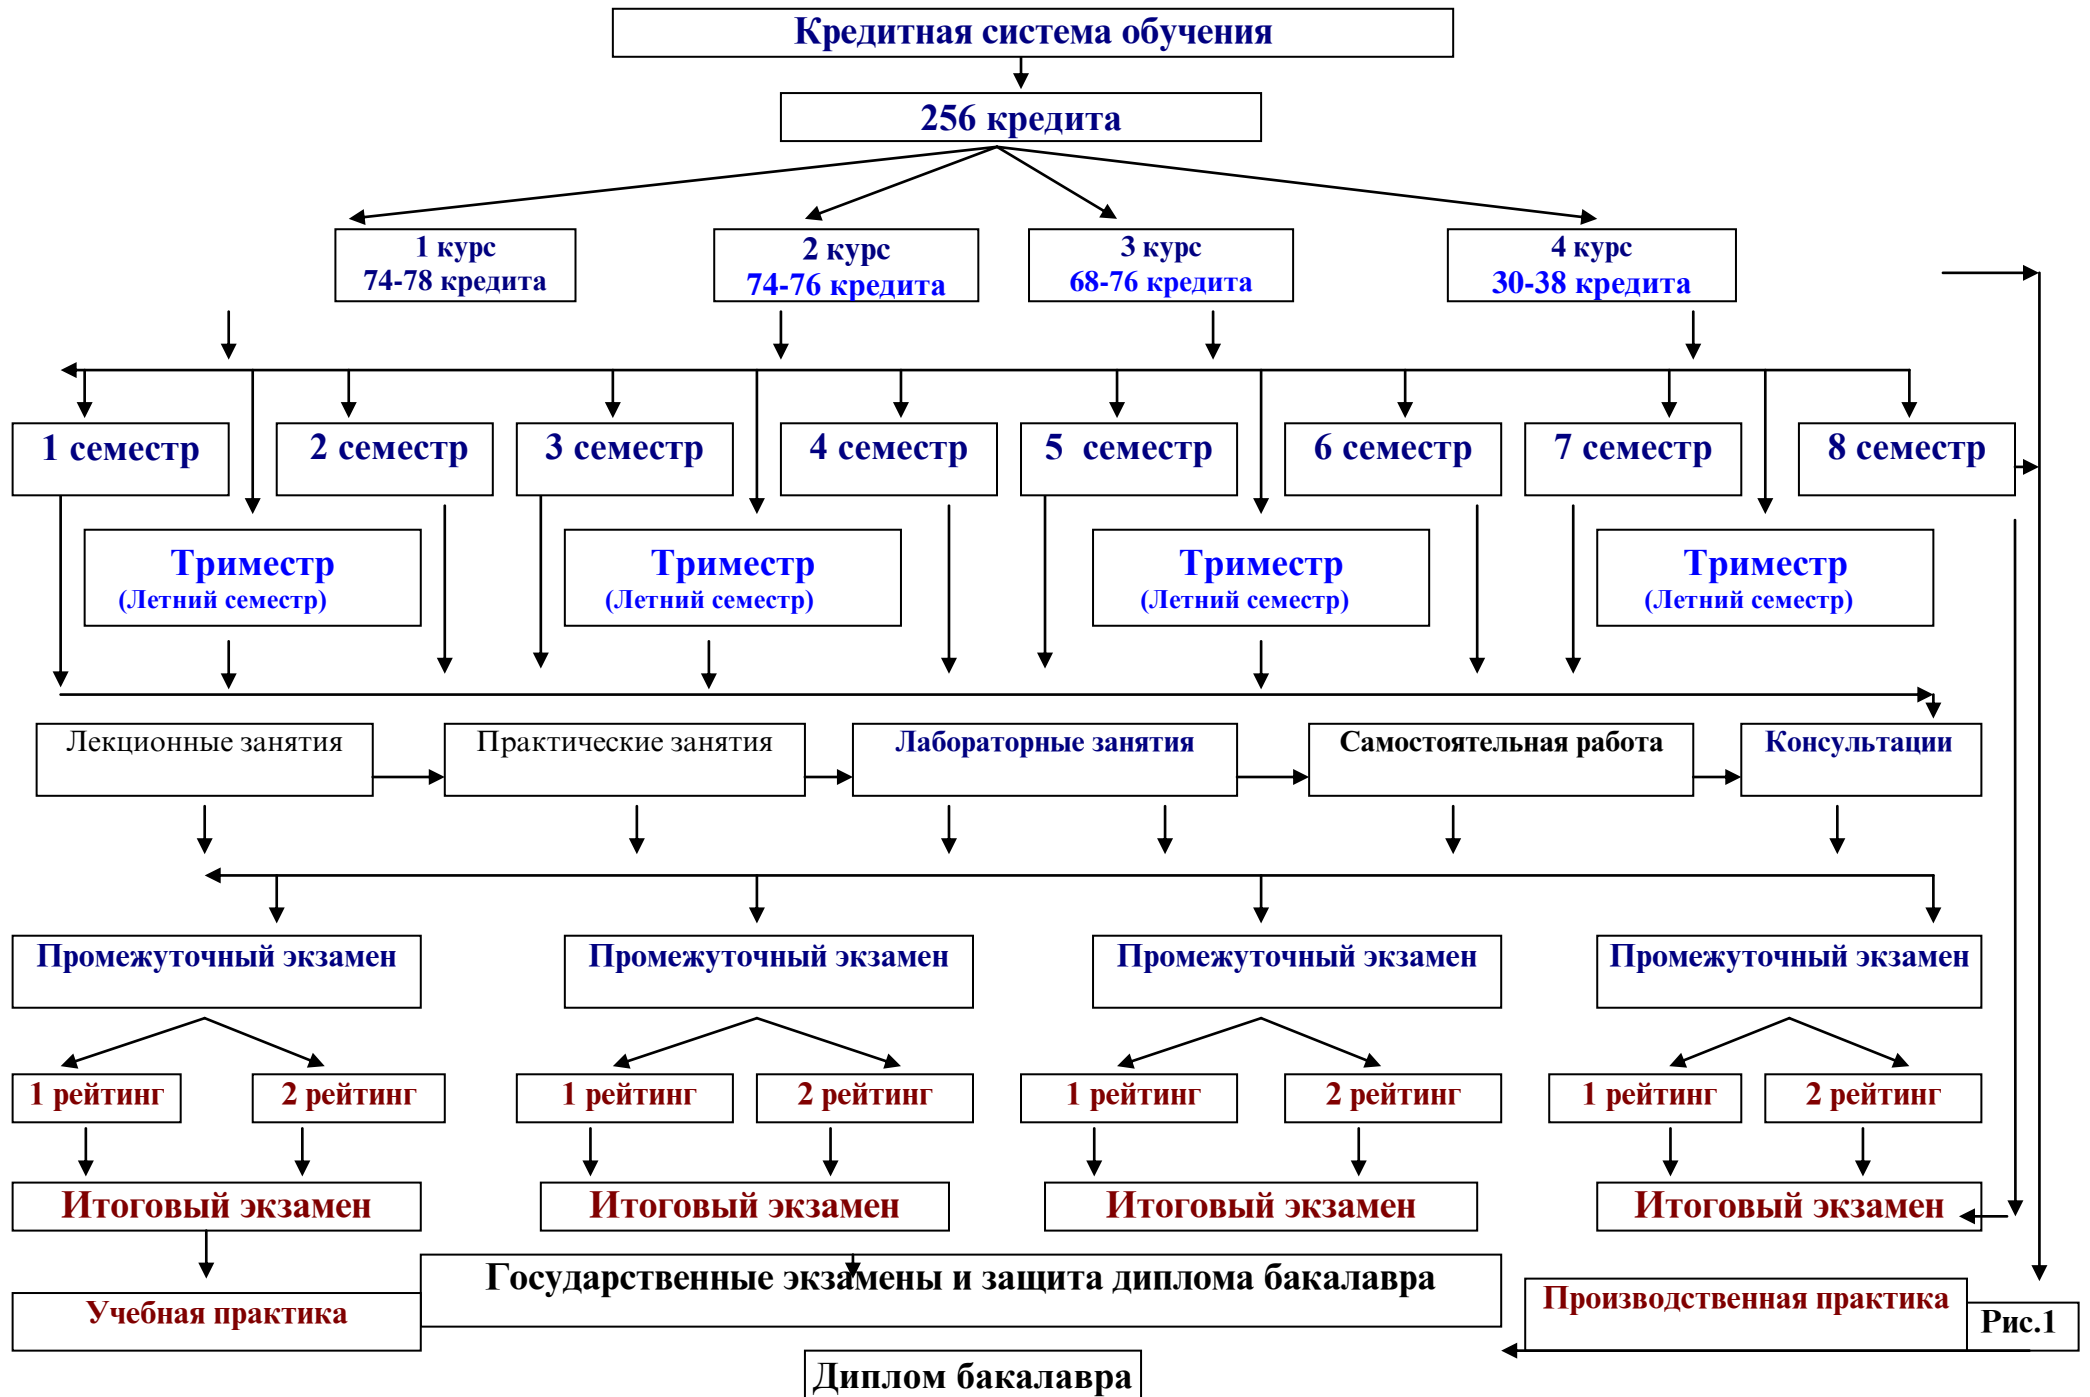 Кредитная система обучения
256 кредита
1 курс
74-78 кредита
2 курс
74-76 кредита
3 курс
68-76 кредита
4 курс
30-38 кредита
1 семестр
2 семестр
3 семестр
4 семестр
5 семестр
6 семестр
7 семестр
8 семестр
Триместр
(Летний семестр)
Триместр
(Летний семестр)
Триместр
(Летний семестр)
Триместр
(Летний семестр)
Лекционные занятия
Практические занятия
Лабораторные занятия
Самостоятельная работа
Консультации
Промежуточный экзамен
Промежуточный экзамен
Промежуточный экзамен
Промежуточный экзамен
1 рейтинг
2 рейтинг
1 рейтинг
2 рейтинг
1 рейтинг
2 рейтинг
1 рейтинг
2 рейтинг
Итоговый экзамен
Итоговый экзамен
Итоговый экзамен
Итоговый экзамен
Учебная практика
Государственные экзамены и защита диплома бакалавра
Производственная практика
Рис.1
Диплом бакалавра